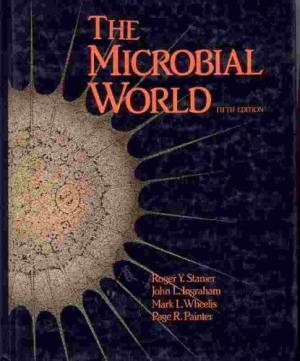 THE
MICROBIAL
WORLD FIFTH EDITION
Roger Y. Stanier
John L. Ingraham
Mark L. Wheelis
Page R. Painter